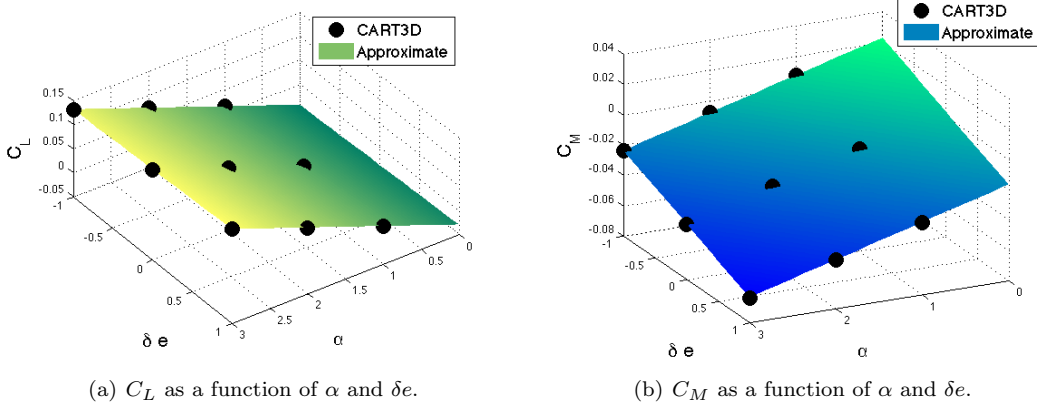 CART3D
Approximate
0.15
0.1
0.05
0
-0.05
C_L
-1
-0.5
0
0.5
1
δ e
3
2.5
2
1.5
1
0.5
0
α
(a) C_L as a function of α and δe.
CART3D
Approximate
0.04
0.02
0
-0.02
-0.04
-0.06
-0.08
C_M
-1
-0.5
0
0.5
1
δ e
3
2
1
0
α
(b) C_M as a function of α and δe.